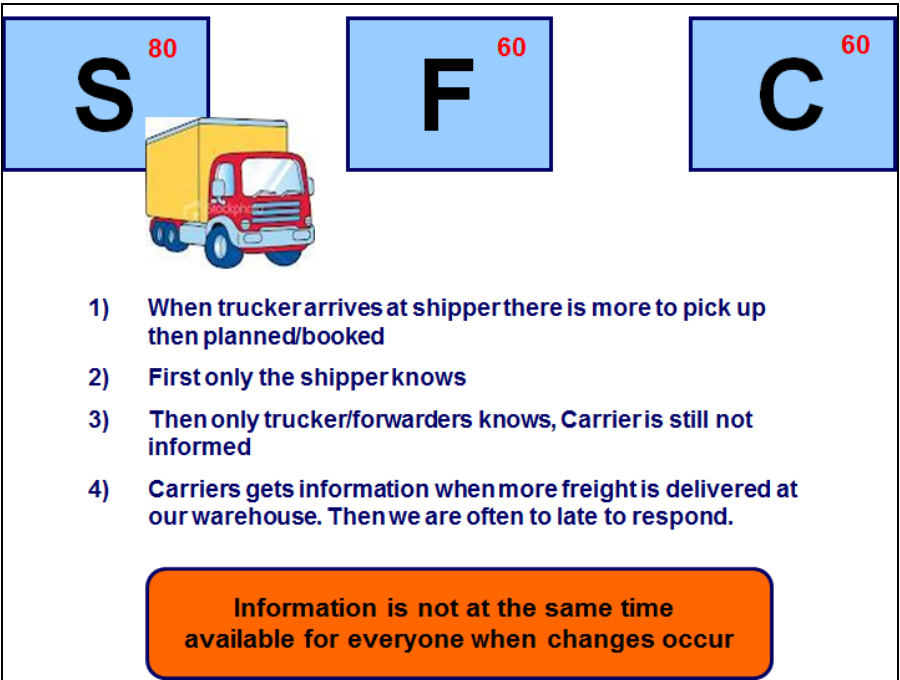 S 80
F 60
C 60
iStockphoto
1) When trucker arrives at shipper there is more to pick up
then planned/booked
2) First only the shipper knows
3) Then only trucker/forwarders knows, Carrier is still not
informed
4) Carriers gets information when more freight is delivered at
our warehouse. Then we are often to late to respond.
Information is not at the same time
available for everyone when changes occur